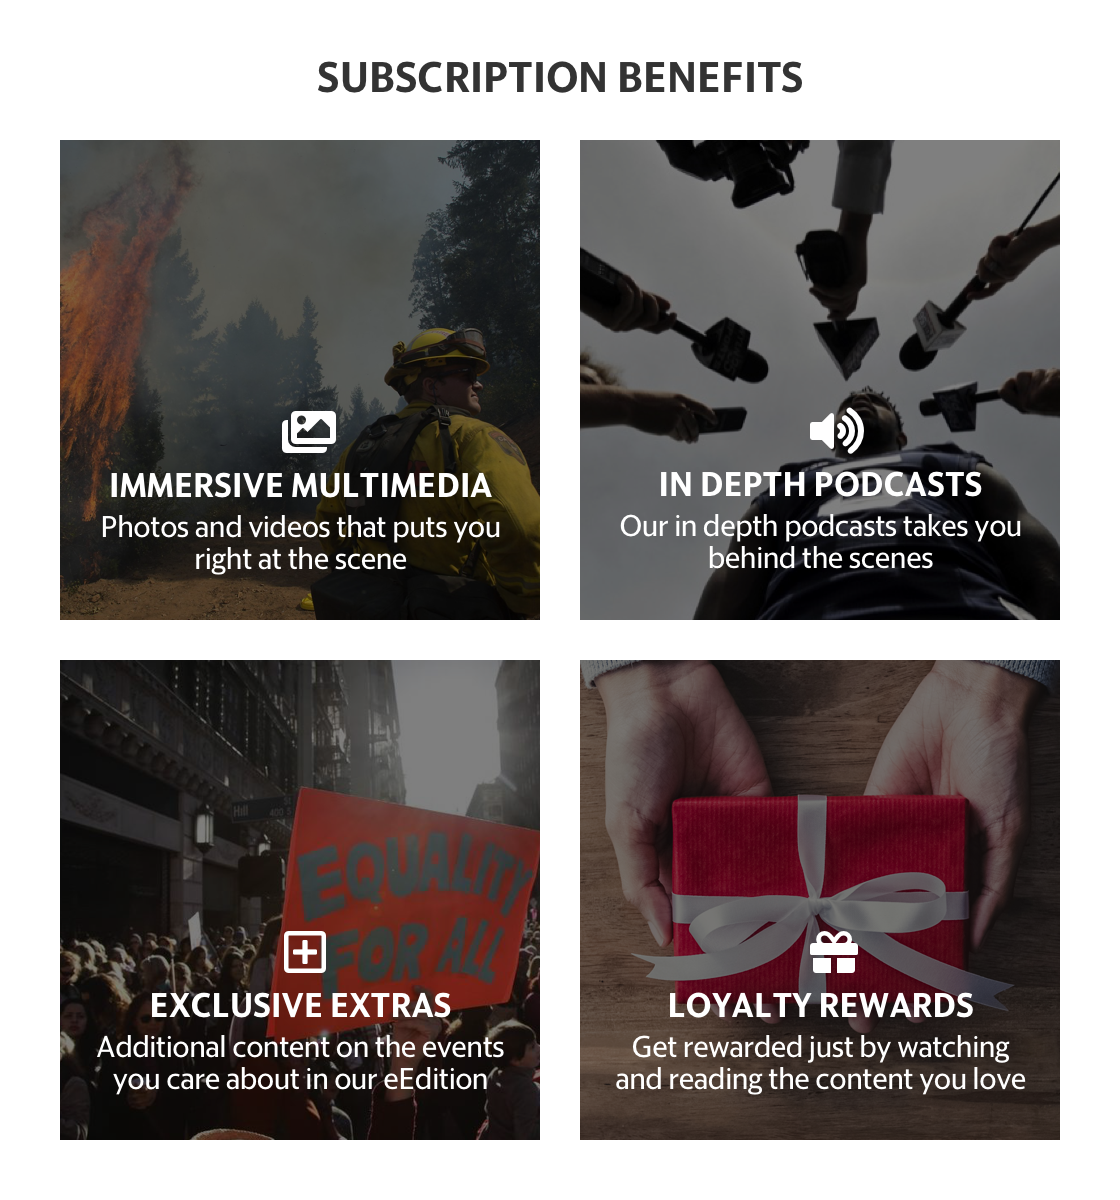 SUBSCRIPTION BENEFITS
IMMERSIVE MULTIMEDIA
Photos and videos that puts you
right at the scene
IN DEPTH PODCASTS
Our in depth podcasts takes you
behind the scenes
Hill
400
EQUALITY
FOR ALL
EXCLUSIVE EXTRAS
Additional content on the events
you care about in our eEdition
LOYALTY REWARDS
Get rewarded just by watching
and reading the content you love